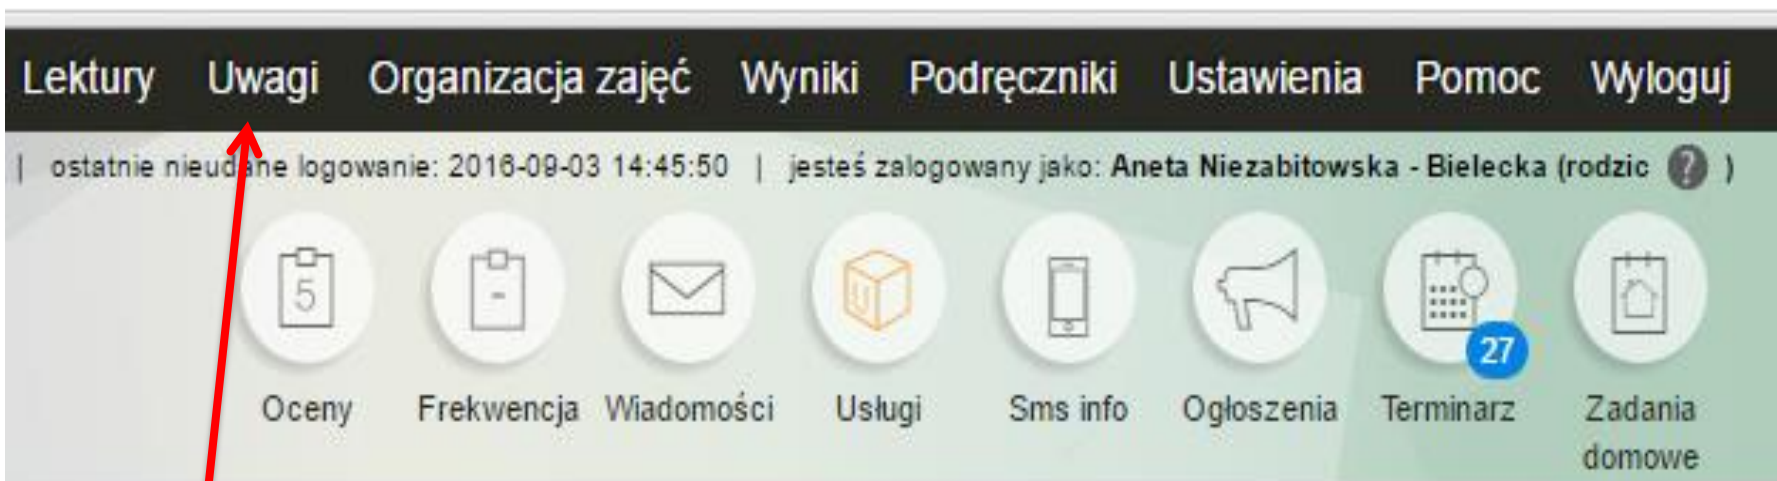 Lektury Uwagi Organizacja zajęć Wyniki Podręczniki Ustawienia Pomoc Wyloguj
| ostatnie nieudane logowanie: 2016-09-03 14:45:50 | jesteś zalogowany jako: Aneta Niezabitowska - Bielecka (rodzic ? )
5 - U
27
Oceny Frekwencja Wiadomości Usługi Sms info Ogłoszenia Terminarz Zadania
domowe